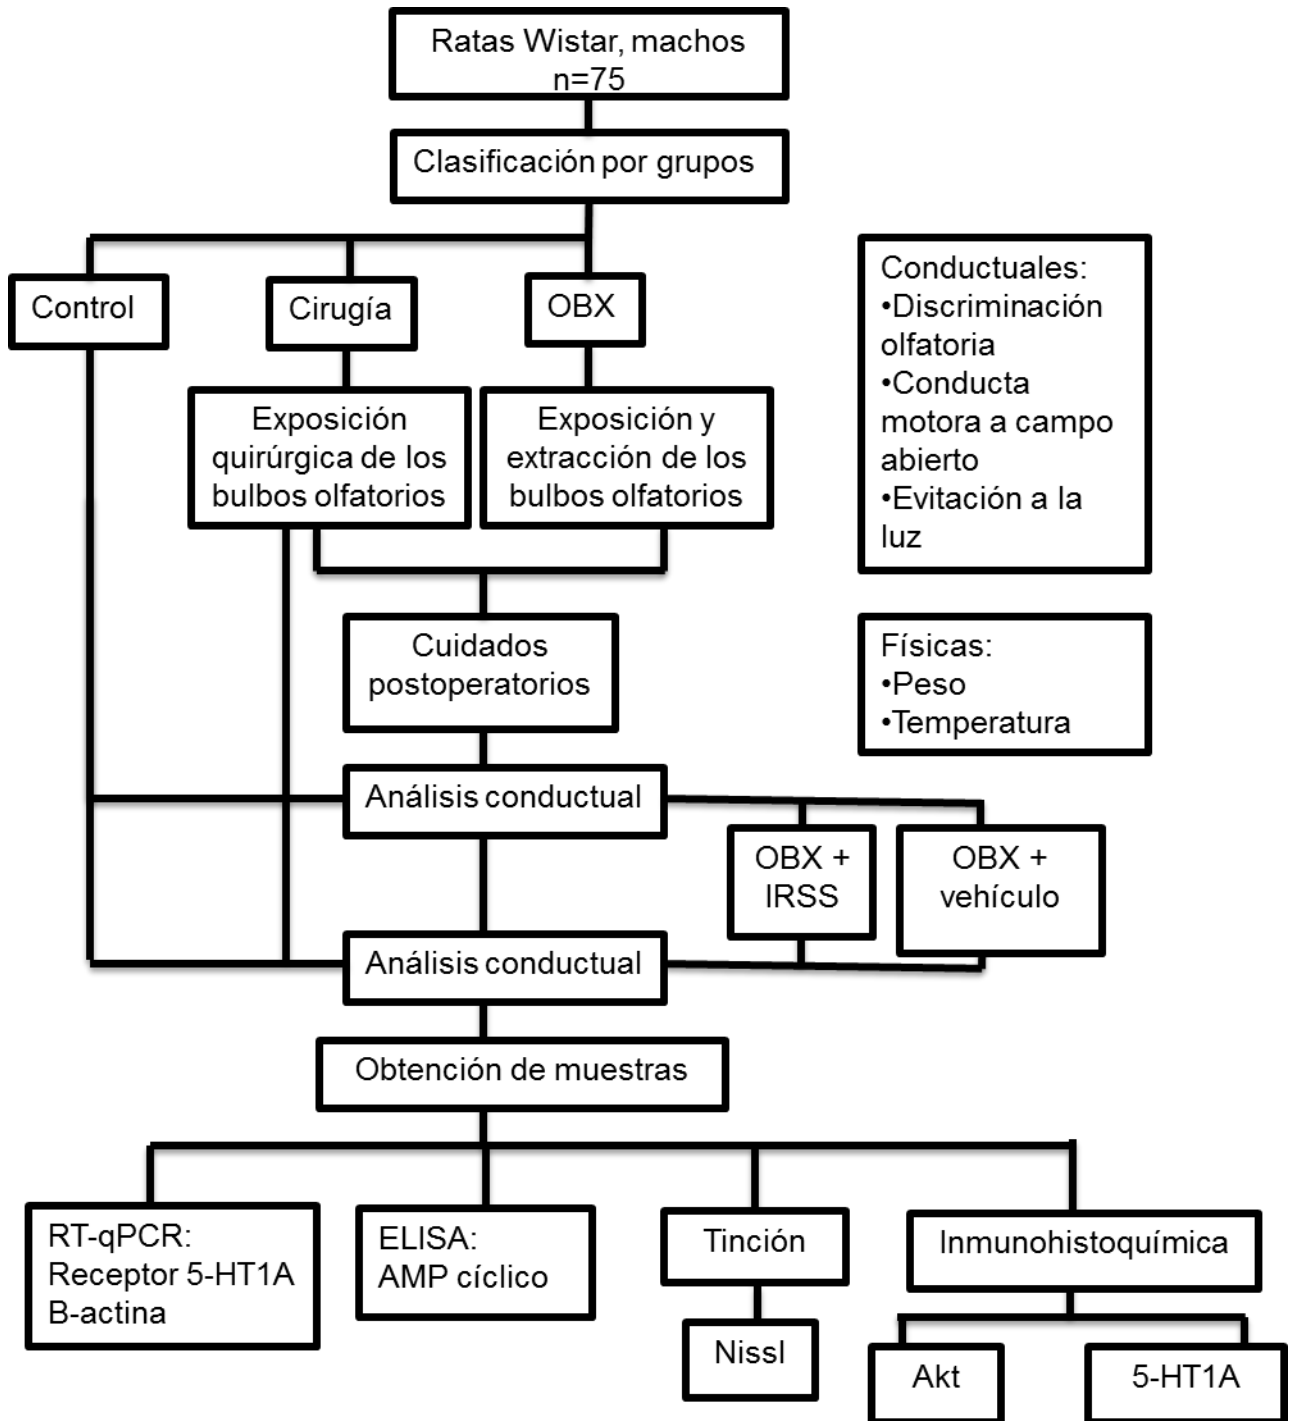 Ratas Wistar, machos
n=75
Clasificación por grupos
Control
Cirugía
OBX
Exposición
quirúrgica de los
bulbos olfatorios
Exposición y
extracción de los
bulbos olfatorios
Conductuales:
•Discriminación
olfatoria
•Conducta
motora a campo
abierto
•Evitación a la
luz
Cuidados
postoperatorios
Físicas:
•Peso
•Temperatura
Análisis conductual
OBX +
IRSS
OBX +
vehículo
Análisis conductual
Obtención de muestras
RT-qPCR:
Receptor 5-HT1A
B-actina
ELISA:
AMP cíclico
Tinción
Nissl
Inmunohistoquímica
Akt
5-HT1A